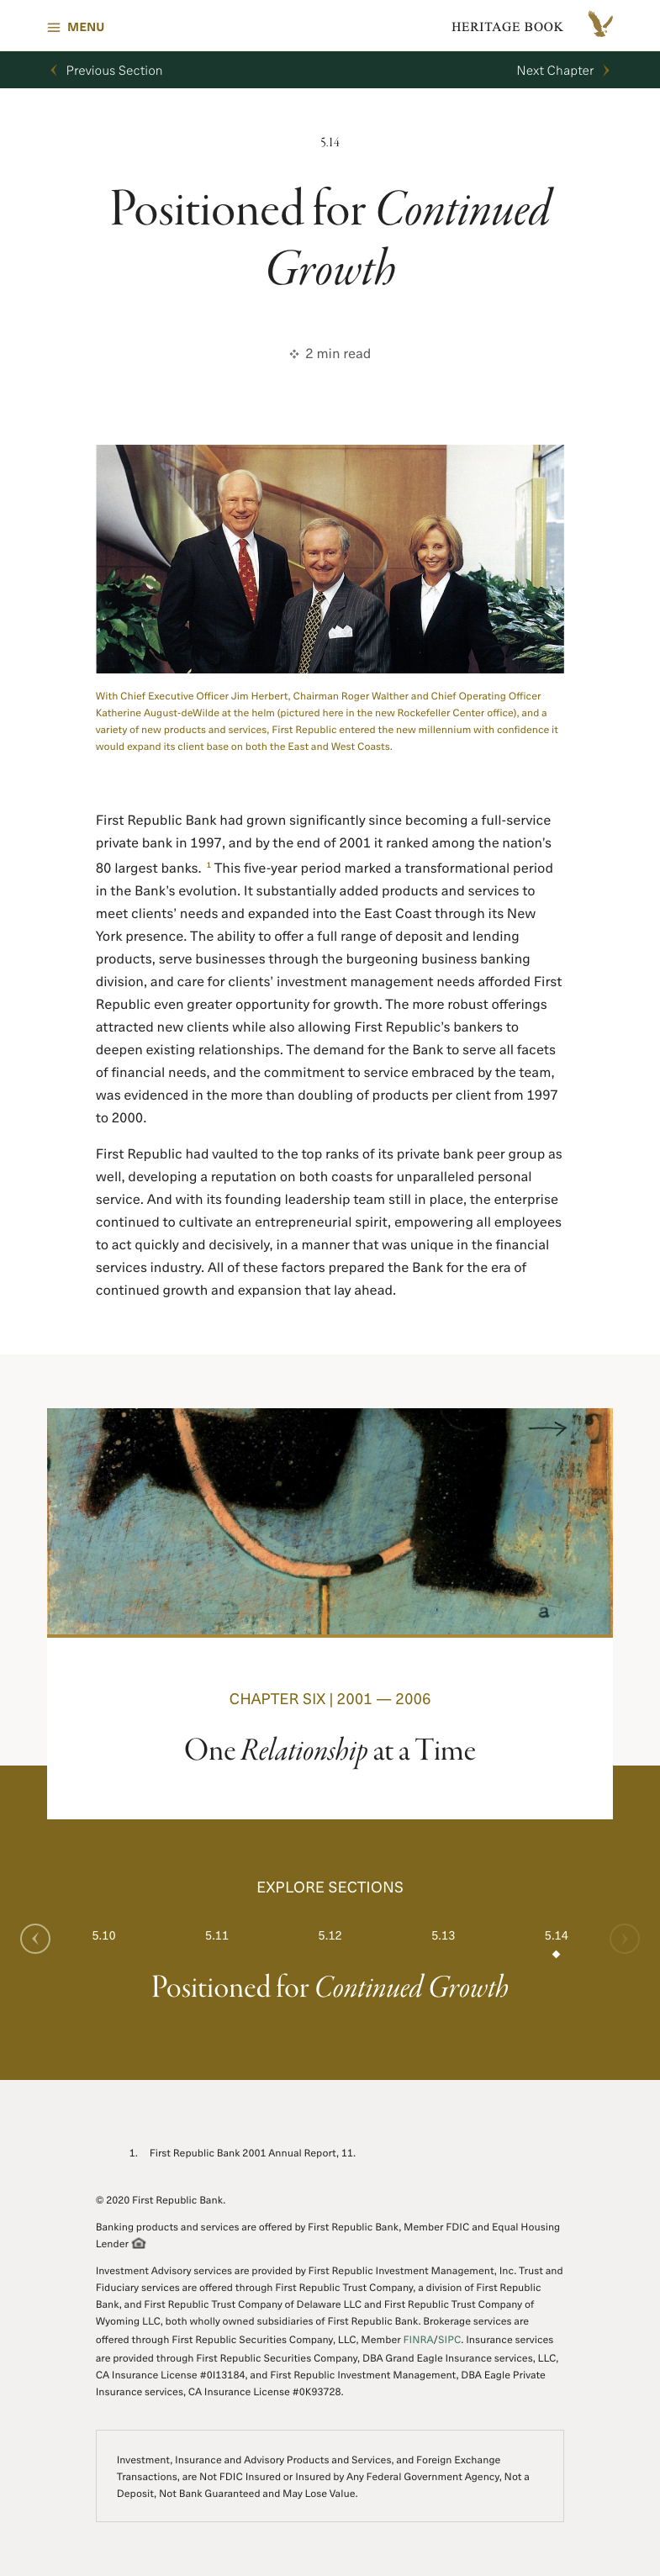 MENU
HERITAGE BOOK
Previous Section
Next Chapter
5.14
Positioned for Continued
Growth
2 min read
With Chief Executive Officer Jim Herbert, Chairman Roger Walther and Chief Operating Officer
Katherine August-deWilde at the helm (pictured here in the new Rockefeller Center office), and a
variety of new products and services, First Republic entered the new millennium with confidence it
would expand its client base on both the East and West Coasts.
First Republic Bank had grown significantly since becoming a full-service
private bank in 1997, and by the end of 2001 it ranked among the nation's
80 largest banks. 1 This five-year period marked a transformational period
in the Bank's evolution. It substantially added products and services to
meet clients' needs and expanded into the East Coast through its New
York presence. The ability to offer a full range of deposit and lending
products, serve businesses through the burgeoning business banking
division, and care for clients' investment management needs afforded First
Republic even greater opportunity for growth. The more robust offerings
attracted new clients while also allowing First Republic's bankers to
deepen existing relationships. The demand for the Bank to serve all facets
of financial needs, and the commitment to service embraced by the team,
was evidenced in the more than doubling of products per client from 1997
to 2000.
First Republic had vaulted to the top ranks of its private bank peer group as
well, developing a reputation on both coasts for unparalleled personal
service. And with its founding leadership team still in place, the enterprise
continued to cultivate an entrepreneurial spirit, empowering all employees
to act quickly and decisively, in a manner that was unique in the financial
services industry. All of these factors prepared the Bank for the era of
continued growth and expansion that lay ahead.
a
CHAPTER SIX | 2001 — 2006
One Relationship at a Time
EXPLORE SECTIONS
5.10
5.11
5.12
5.13
5.14
Positioned for Continued Growth
1. First Republic Bank 2001 Annual Report, 11.
© 2020 First Republic Bank.
Banking products and services are offered by First Republic Bank, Member FDIC and Equal Housing
Lender
Investment Advisory services are provided by First Republic Investment Management, Inc. Trust and
Fiduciary services are offered through First Republic Trust Company, a division of First Republic
Bank, and First Republic Trust Company of Delaware LLC and First Republic Trust Company of
Wyoming LLC, both wholly owned subsidiaries of First Republic Bank. Brokerage services are
offered through First Republic Securities Company, LLC, Member FINRA/SIPC. Insurance services
are provided through First Republic Securities Company, DBA Grand Eagle Insurance services, LLC,
CA Insurance License #0I13184, and First Republic Investment Management, DBA Eagle Private
Insurance services, CA Insurance License #0K93728.
Investment, Insurance and Advisory Products and Services, and Foreign Exchange
Transactions, are Not FDIC Insured or Insured by Any Federal Government Agency, Not a
Deposit, Not Bank Guaranteed and May Lose Value.